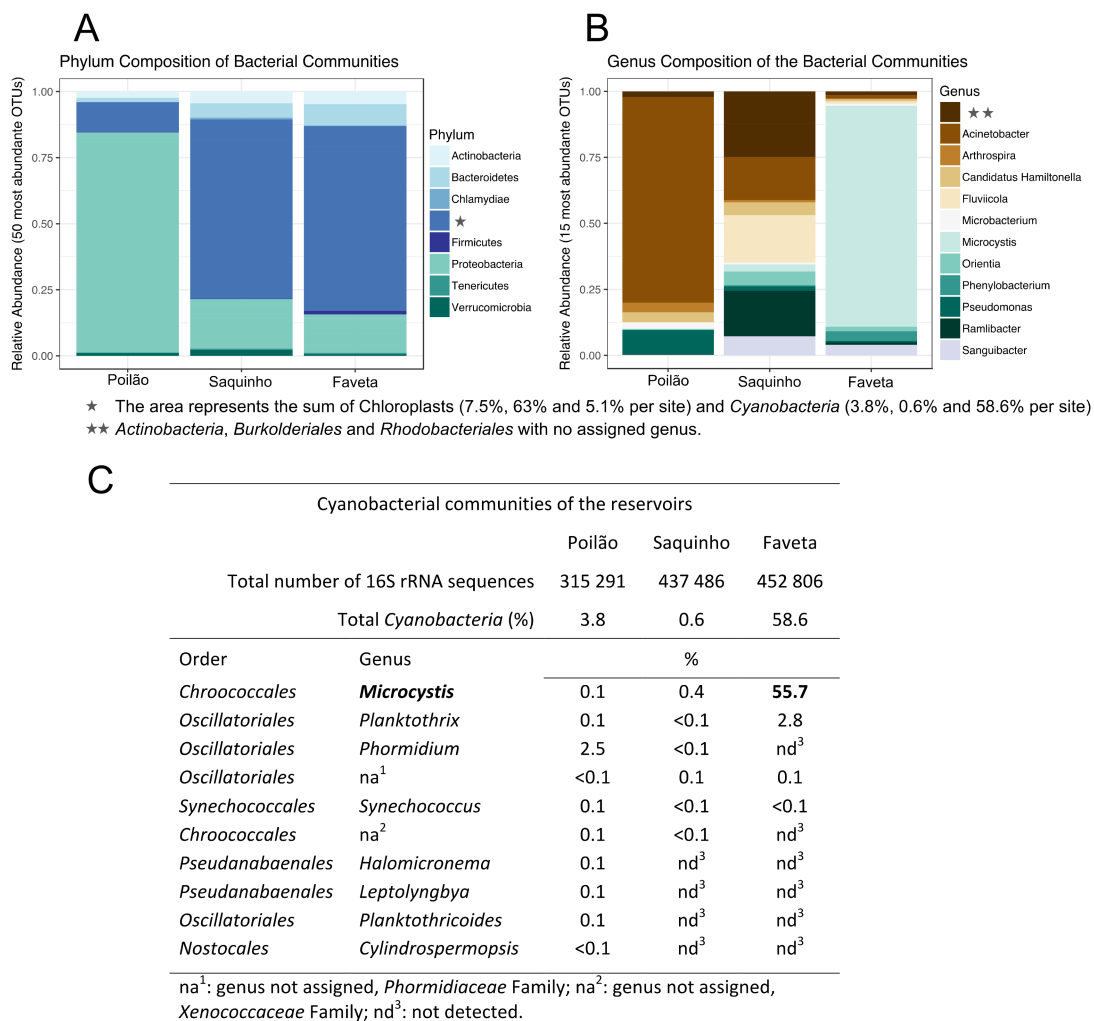 A
Phylum Composition of Bacterial Communities
Relative Abundance (50 most abundante OTUs)
1.00
0.75
0.50
0.25
0.00
Poilão
Saquinho
Faveta
Phylum
Actinobacteria
Bacteroidetes
Chlamydiae
★
Firmicutes
Proteobacteria
Tenericutes
Verrucomicrobia
B
Genus Composition of the Bacterial Communities
Relative Abundance (15 most abundante OTUs)
1.00
0.75
0.50
0.25
0.00
Poilão
Saquinho
Faveta
Genus
★★
Acinetobacter
Arthrospira
Candidatus Hamiltonella
Fluviicola
Microbacterium
Microcystis
Orientia
Phenylobacterium
Pseudomonas
Ramlibacter
Sanguibacter
★ The area represents the sum of Chloroplasts (7.5%, 63% and 5.1% per site) and Cyanobacteria (3.8%, 0.6% and 58.6% per site)
★★ Actinobacteria, Burkolderiales and Rhodobacteriales with no assigned genus.
C
Cyanobacterial communities of the reservoirs
Poilão Saquinho Faveta
Total number of 16S rRNA sequences 315 291 437 486 452 806
Total Cyanobacteria (%) 3.8 0.6 58.6
Order Genus %
Chroococcales Microcystis 0.1 0.4 55.7
Oscillatoriales Planktothrix 0.1 <0.1 2.8
Oscillatoriales Phormidium 2.5 <0.1 nd³
Oscillatoriales na¹ <0.1 0.1 0.1
Synechococcales Synechococcus 0.1 <0.1 <0.1
Chroococcales na² 0.1 <0.1 nd³
Pseudanabaenales Halomicronema 0.1 nd³ nd³
Pseudanabaenales Leptolyngbya 0.1 nd³ nd³
Oscillatoriales Planktothricoides 0.1 nd³ nd³
Nostocales Cylindrospermopsis <0.1 nd³ nd³
na¹: genus not assigned, Phormidiaceae Family; na²: genus not assigned,
Xenococcaceae Family; nd³: not detected.